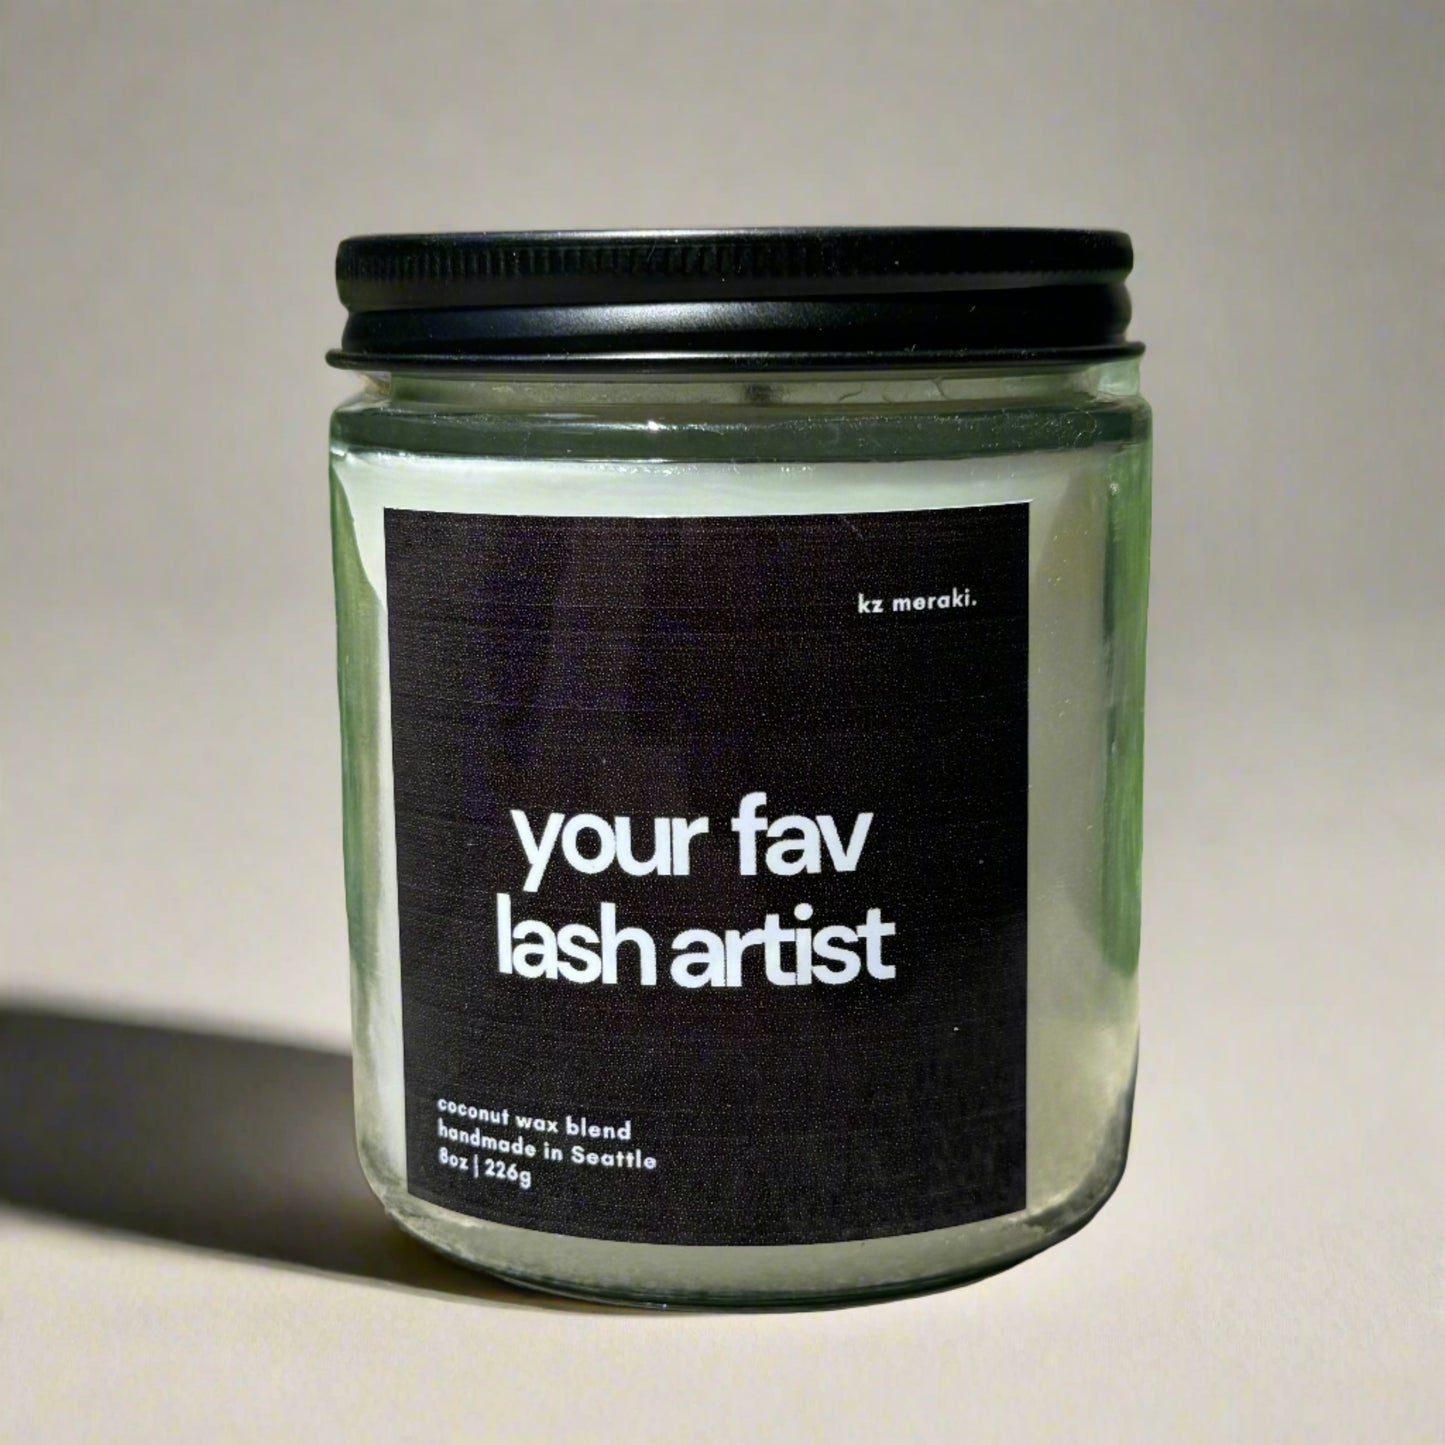 kz meraki.
your fav
lash artist
coconut wax blend
handmade in Seattle
8oz | 226g